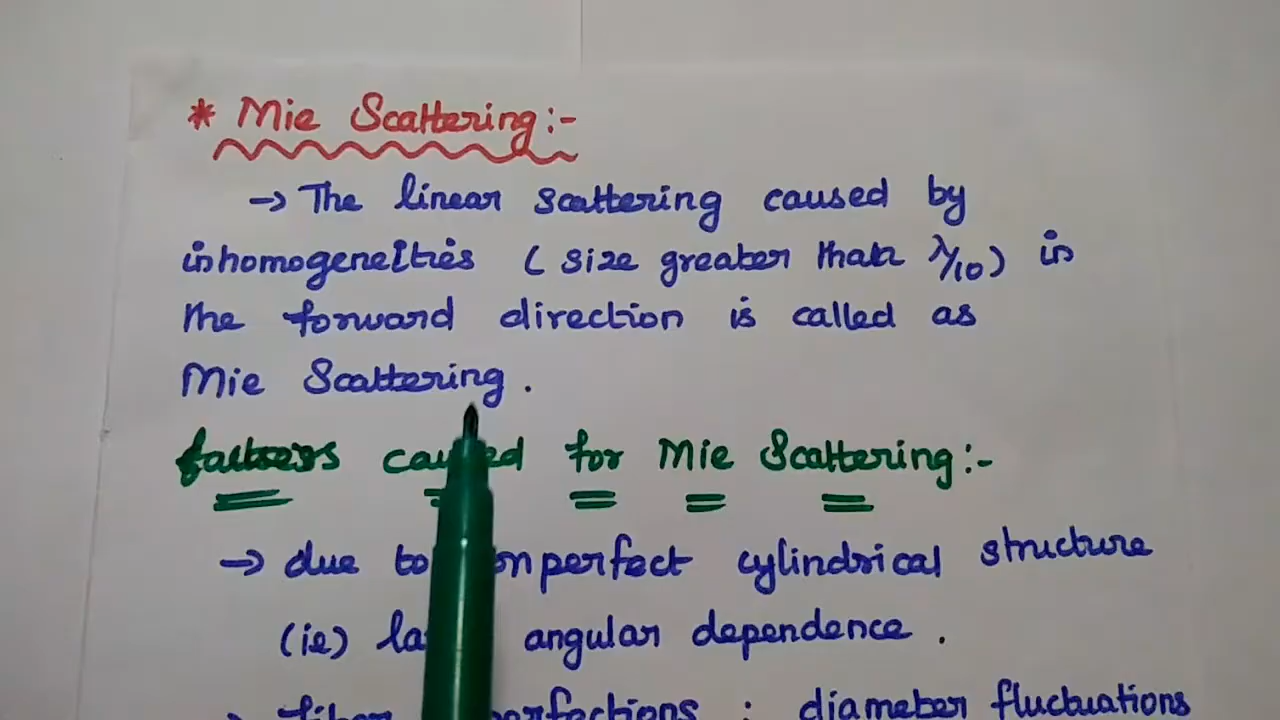 * Mie Scattering:-
→ The linear scattering caused by
inhomogeneities (size greater than λ/10) in
the forward direction is called as
Mie Scattering.
factors for Mie Scattering:-
→ due to perfect cylindrical structure
(ie) angular dependence.
: diameter fluctuations